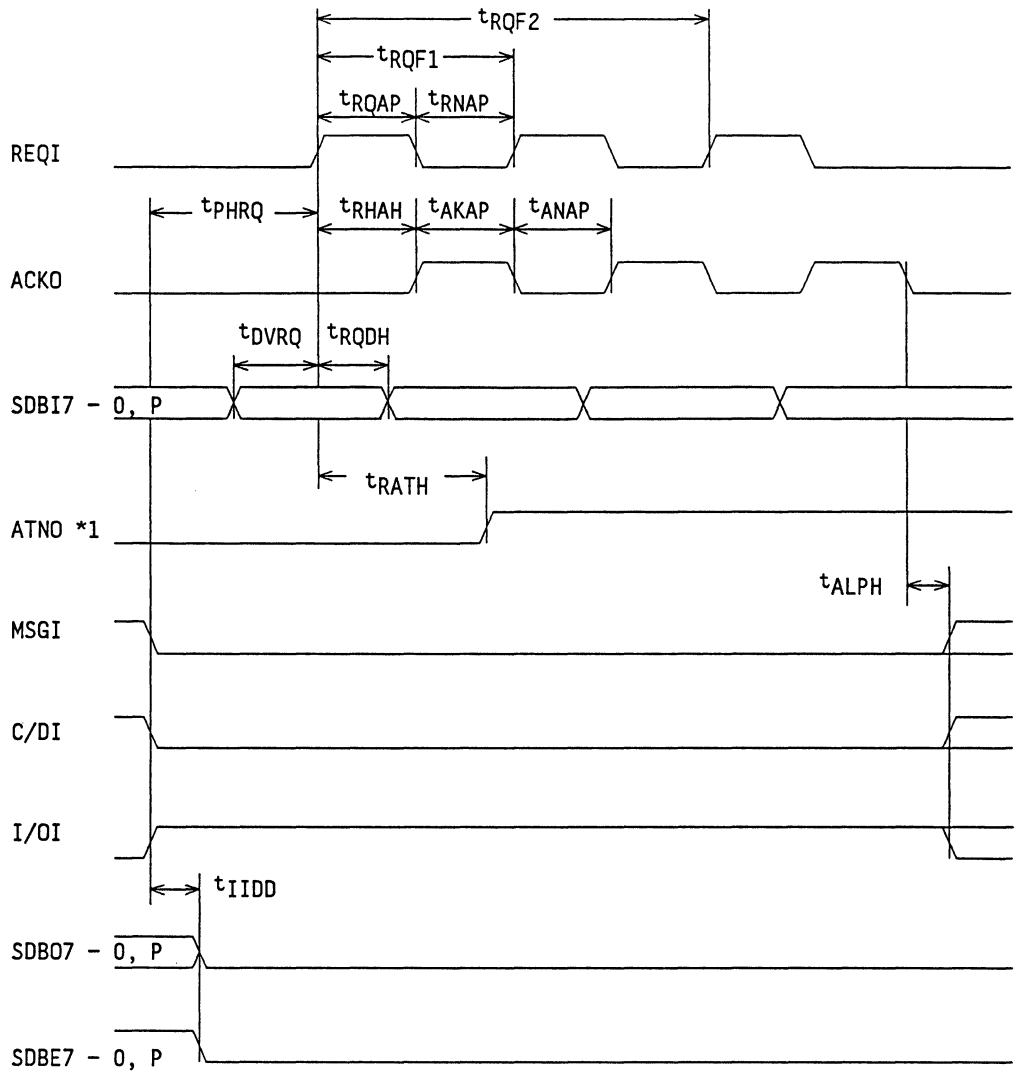 tRQF2
tRQF1
tRQAP tRNAP
REQI
tPHRQ tRHAH tAKAP tANAP
ACKO
tDVRQ tRQDH
SDBI7 - 0, P
tRATH
ATNO *1
tALPH
MSGI
C/DI
I/OI
tIIDD
SDBO7 - 0, P
SDBE7 - 0, P